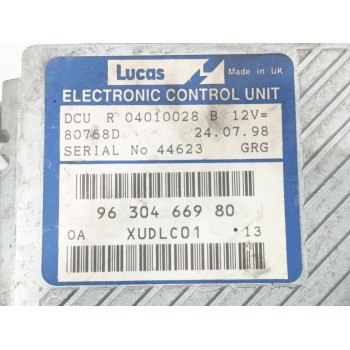 Lucas
Made in UK
ELECTRONIC CONTROL UNIT
DCU R 04010028 B 12V=
80768D 24.07.98
SERIAL No 44623 GRG
96 304 669 80
0A XUDLC01 · 13